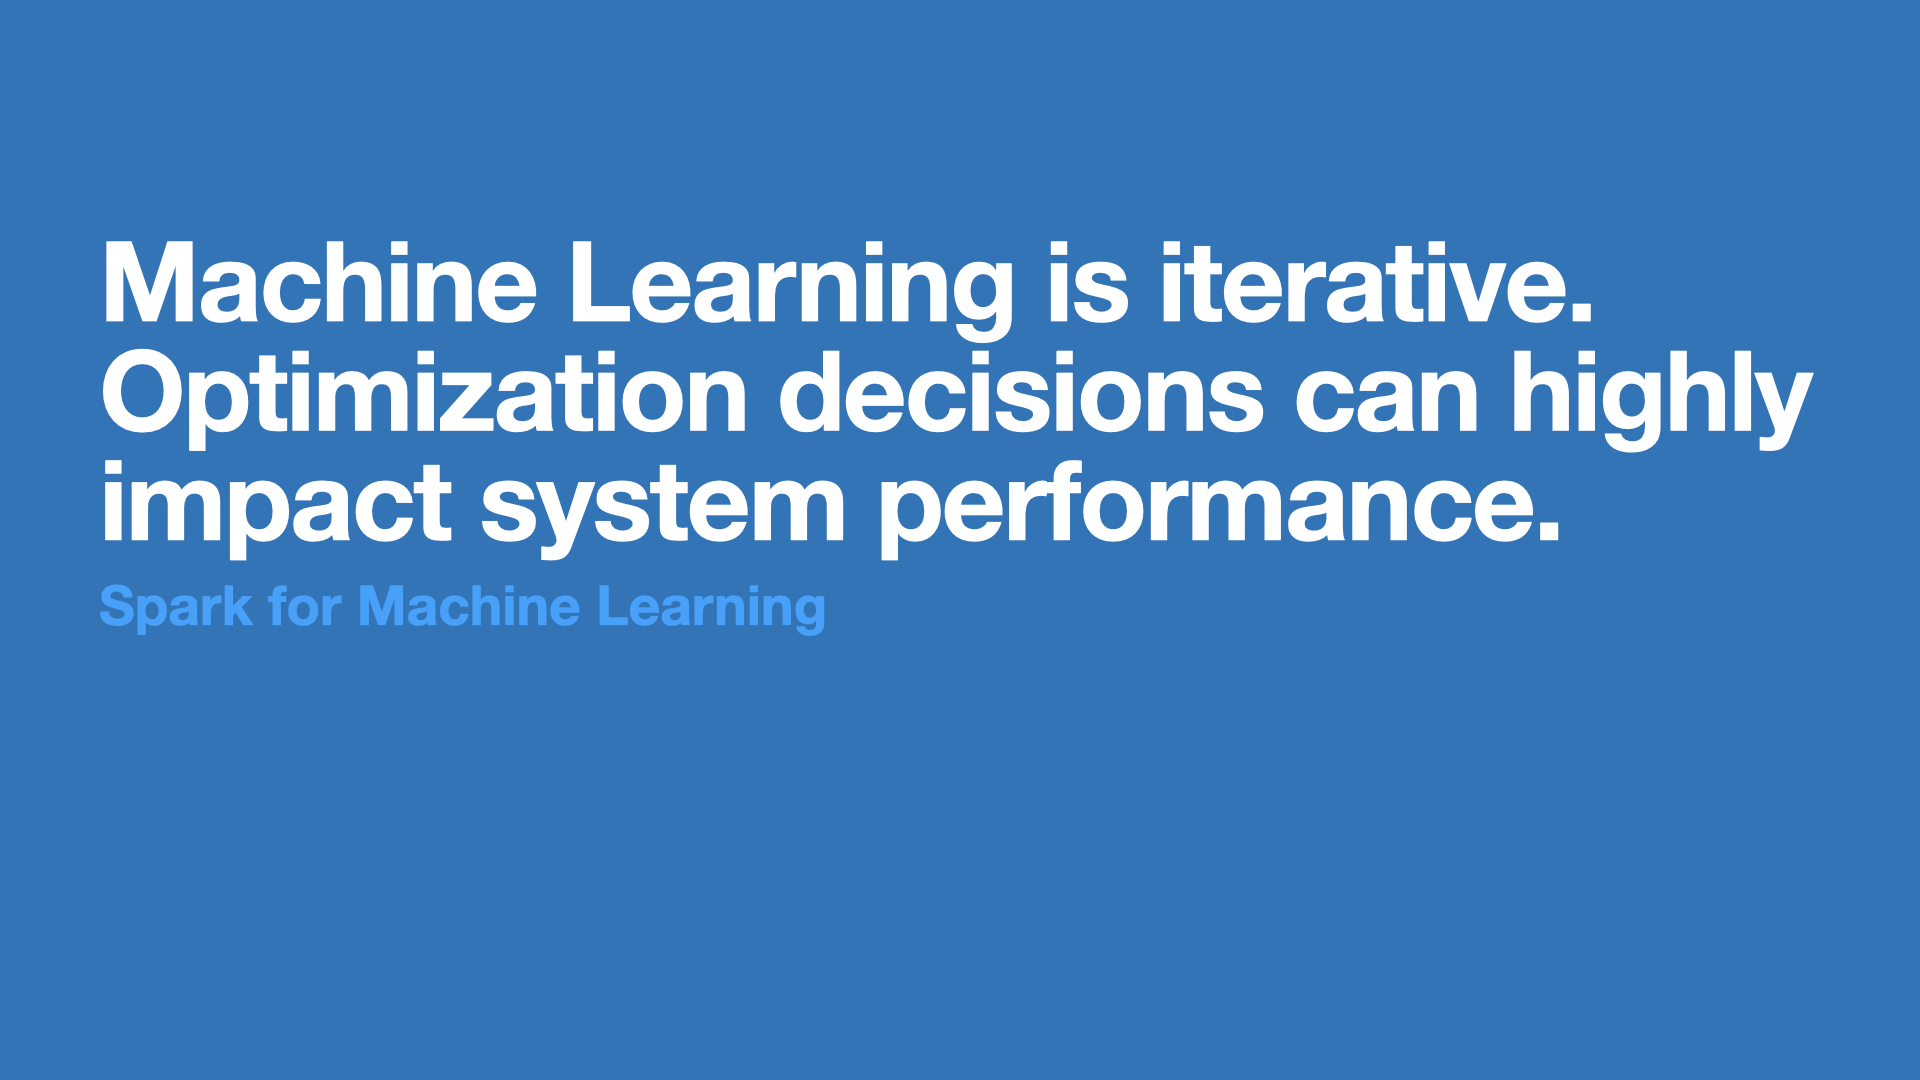 Machine Learning is iterative.
Optimization decisions can highly
impact system performance.
Spark for Machine Learning